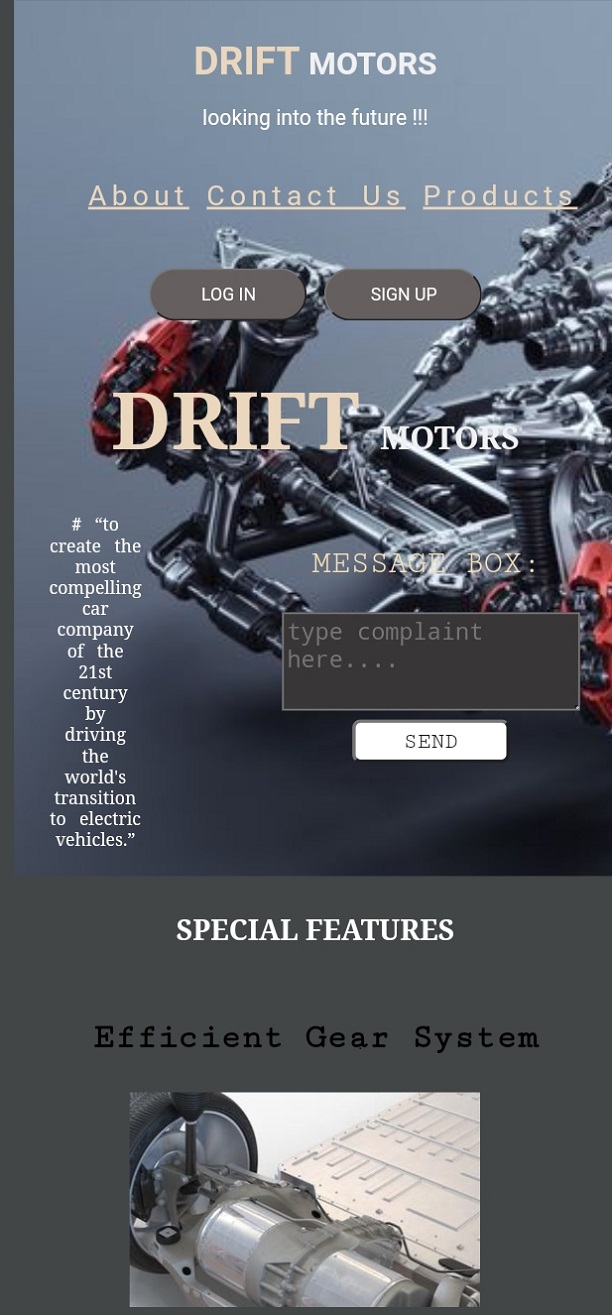 DRIFT MOTORS
looking into the future !!!
About Contact Us Products
LOG IN SIGN UP
DRIFT MOTORS
# “to
create the
most
compelling
car
company
of the
21st
century
by
driving
the
world's
transition
to electric
vehicles.”
MESSAGE BOX:
type complaint
here....
SEND
SPECIAL FEATURES
Efficient Gear System